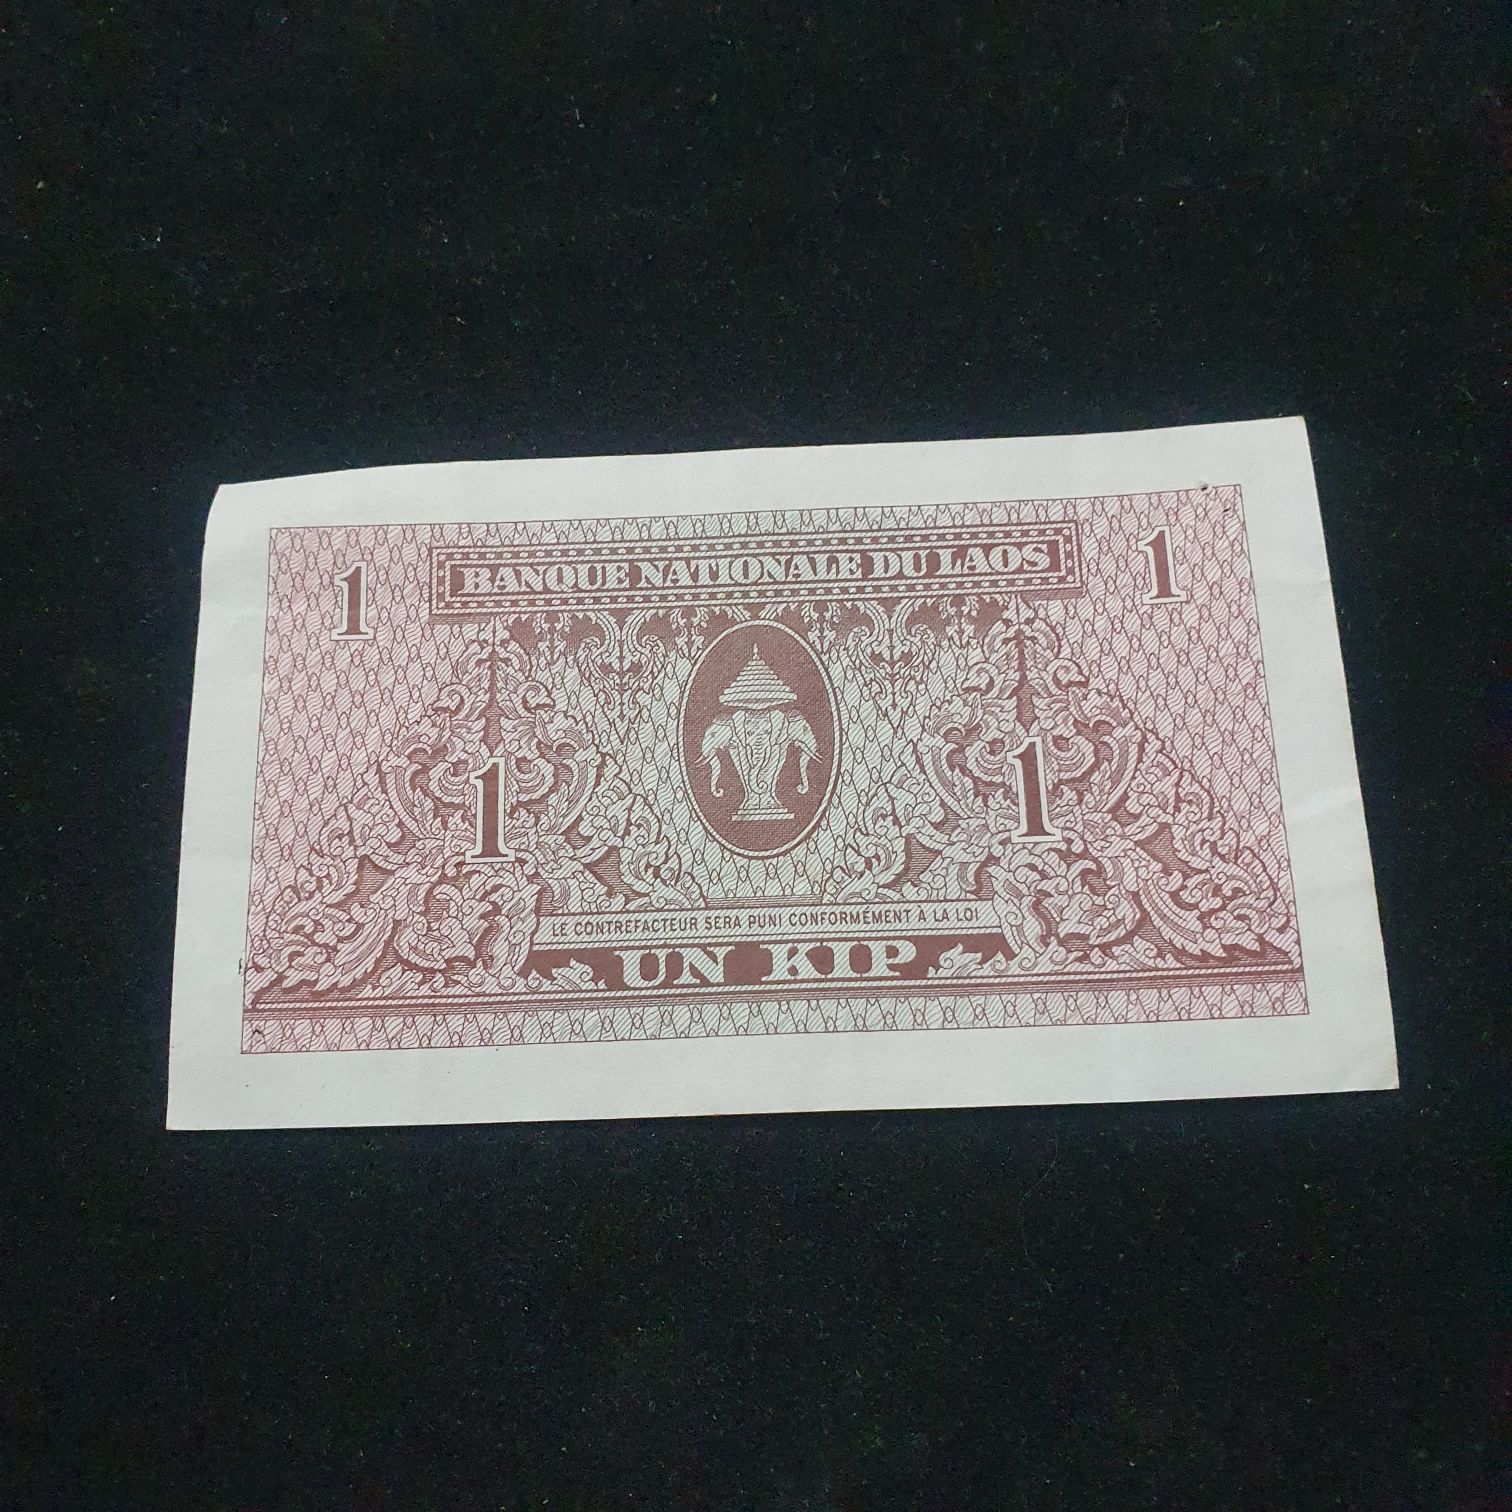 BANQUE NATIONALE DU LAOS
1 1
1 1
LE CONTREFACTEUR SERA PUNI CONFORMÉMENT A LA LOI
UN KIP